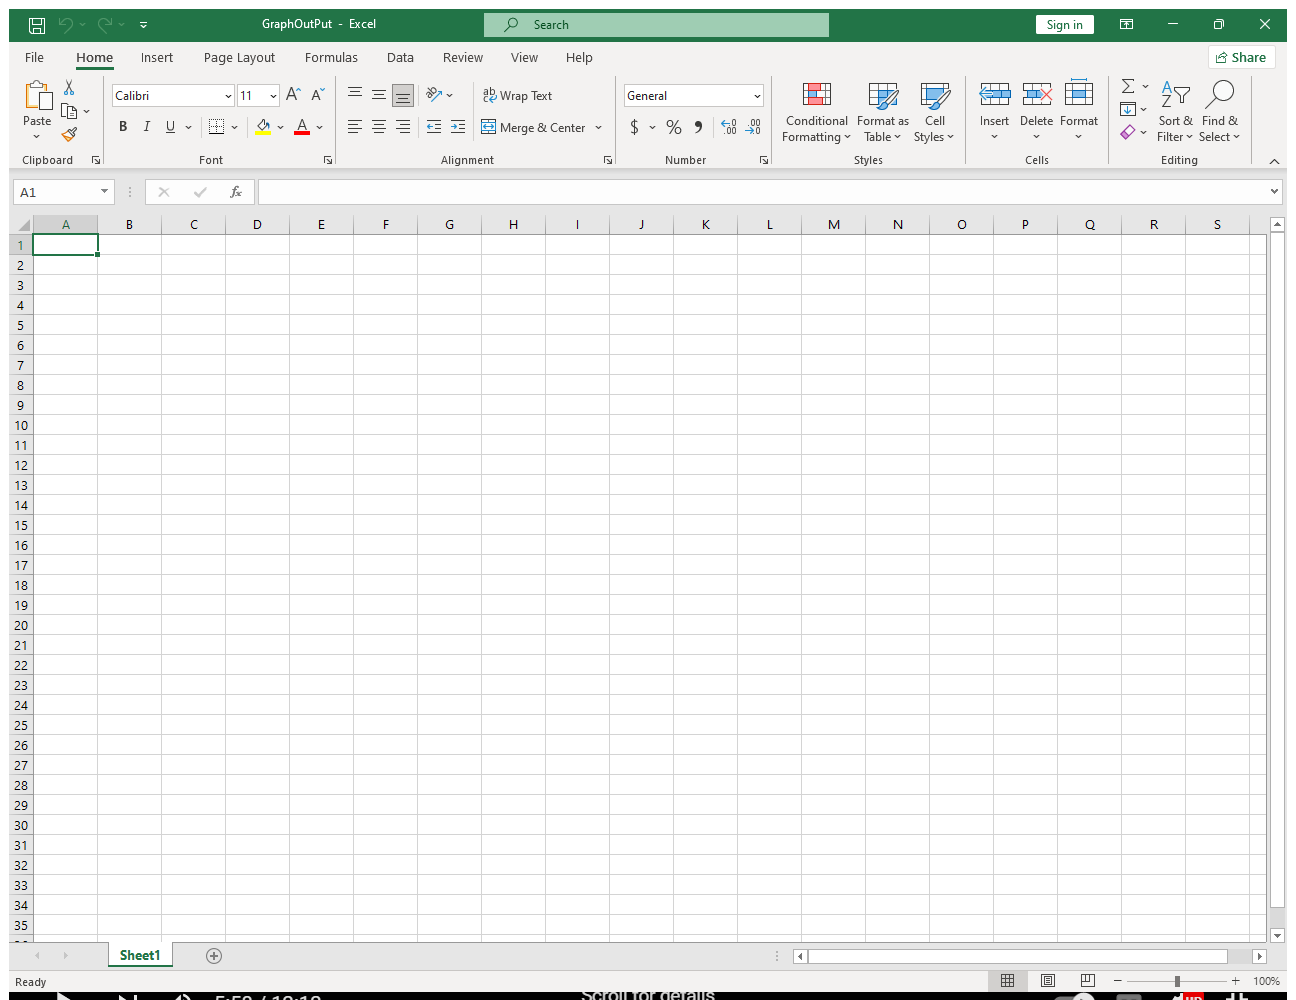 GraphOutPut - Excel
Search
Sign in
File Home Insert Page Layout Formulas Data Review View Help
Share
Paste
Calibri 11
ab Wrap Text
General
B I U A
Merge & Center
$ % 9 .00 .00
Conditional Formatting
Format as Table
Cell Styles
Insert Delete Format
Sort & Filter
Find & Select
Clipboard Font Alignment Number Styles Cells Editing
A1 fx
A B C D E F G H I J K L M N O P Q R S
1
2
3
4
5
6
7
8
9
10
11
12
13
14
15
16
17
18
19
20
21
22
23
24
25
26
27
28
29
30
31
32
33
34
35
Sheet1
Ready
100%
Scroll for details